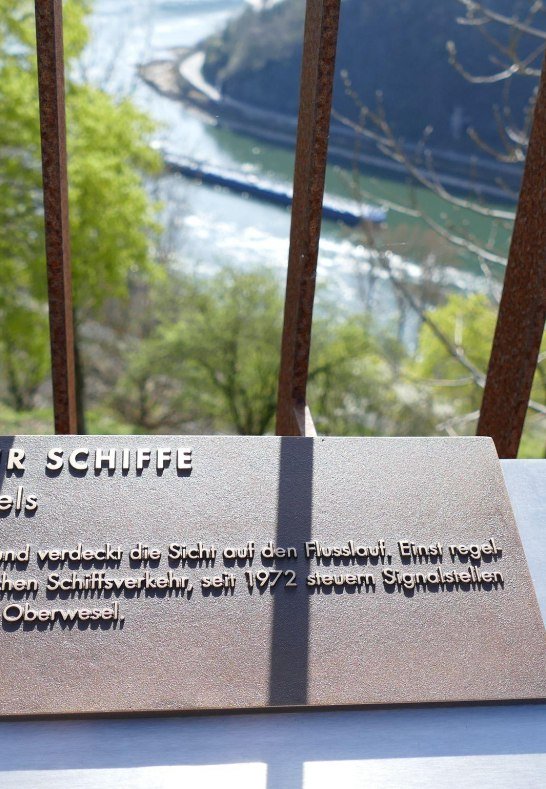 R SCHIFFE
els
und verdeckt die Sicht auf den Flusslauf. Einst regel-
chen Schiffsverkehr, seit 1972 steuern Signalstellen
Oberwesel.